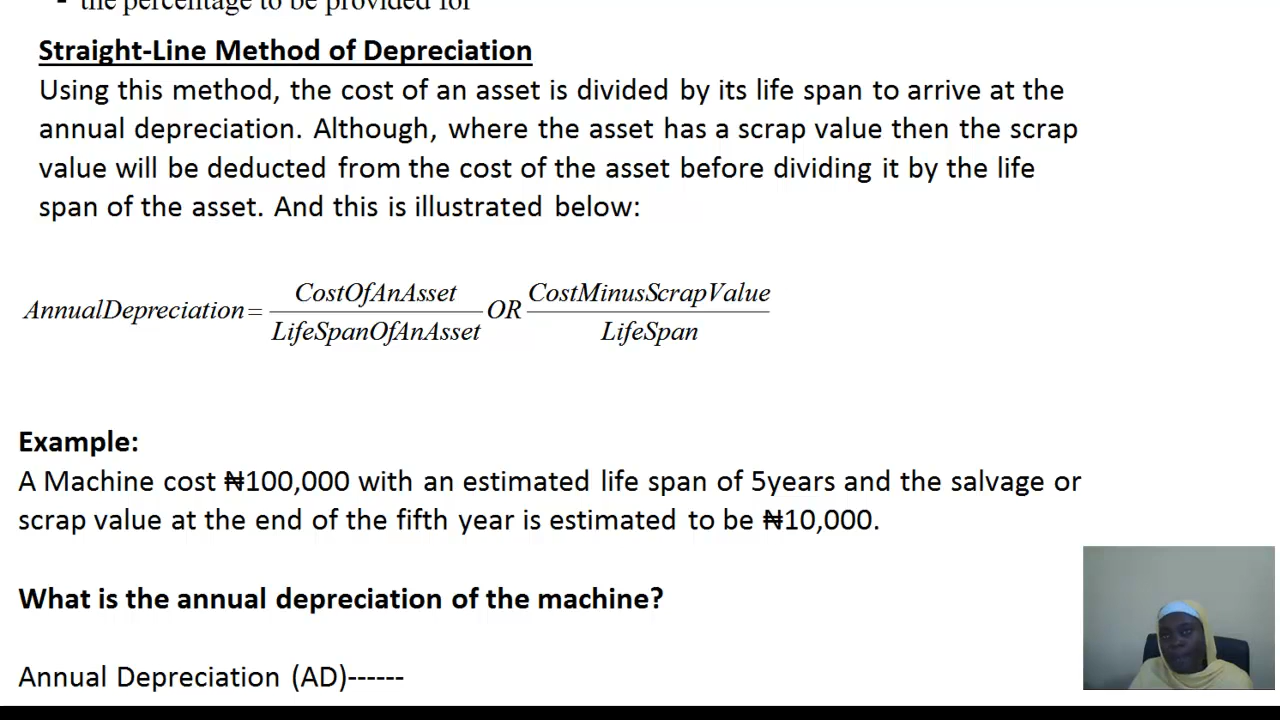 - the percentage to be provided for
Straight-Line Method of Depreciation
Using this method, the cost of an asset is divided by its life span to arrive at the
annual depreciation. Although, where the asset has a scrap value then the scrap
value will be deducted from the cost of the asset before dividing it by the life
span of the asset. And this is illustrated below:
AnnualDepreciation = CostOfAnAsset / LifeSpanOfAnAsset OR CostMinusScrapValue / LifeSpan
Example:
A Machine cost ₦100,000 with an estimated life span of 5years and the salvage or
scrap value at the end of the fifth year is estimated to be ₦10,000.
What is the annual depreciation of the machine?
Annual Depreciation (AD)------